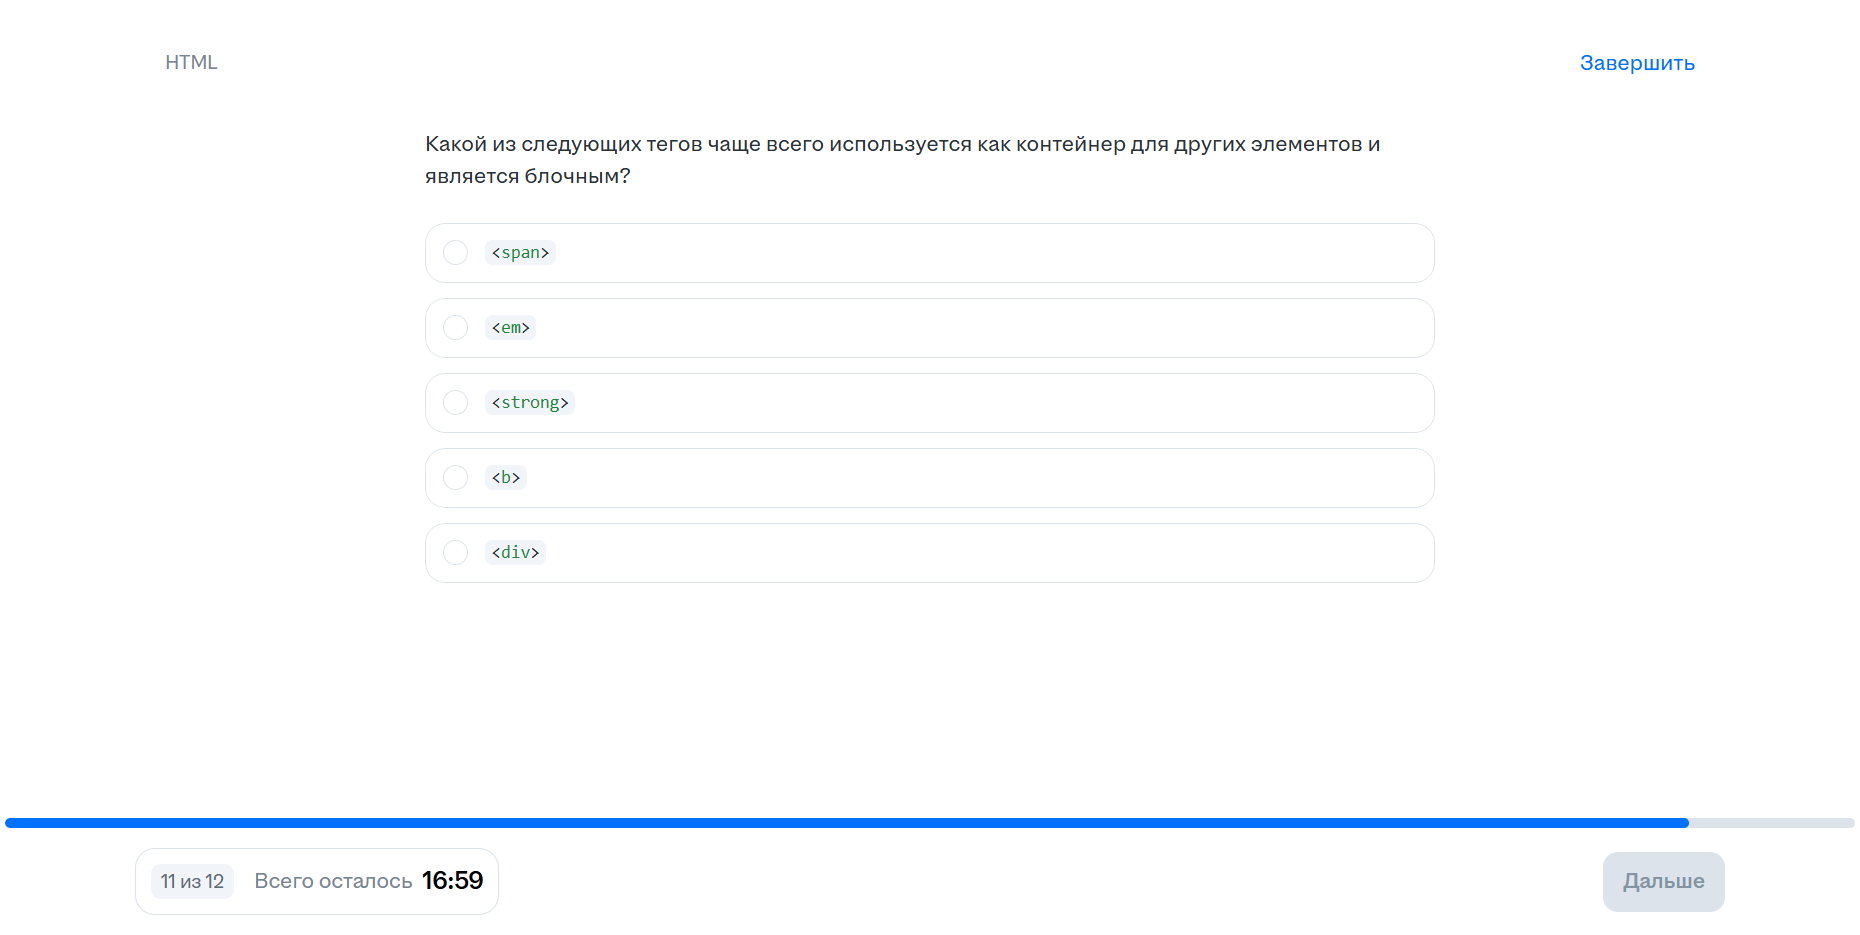 HTML
Завершить
Какой из следующих тегов чаще всего используется как контейнер для других элементов и
является блочным?
<span>
<em>
<strong>
<b>
<div>
11 из 12
Всего осталось 16:59
Дальше